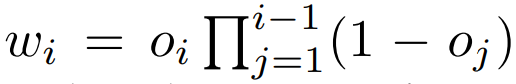 w_i = o_i ∏_{j=1}^{i−1}(1 − o_j)